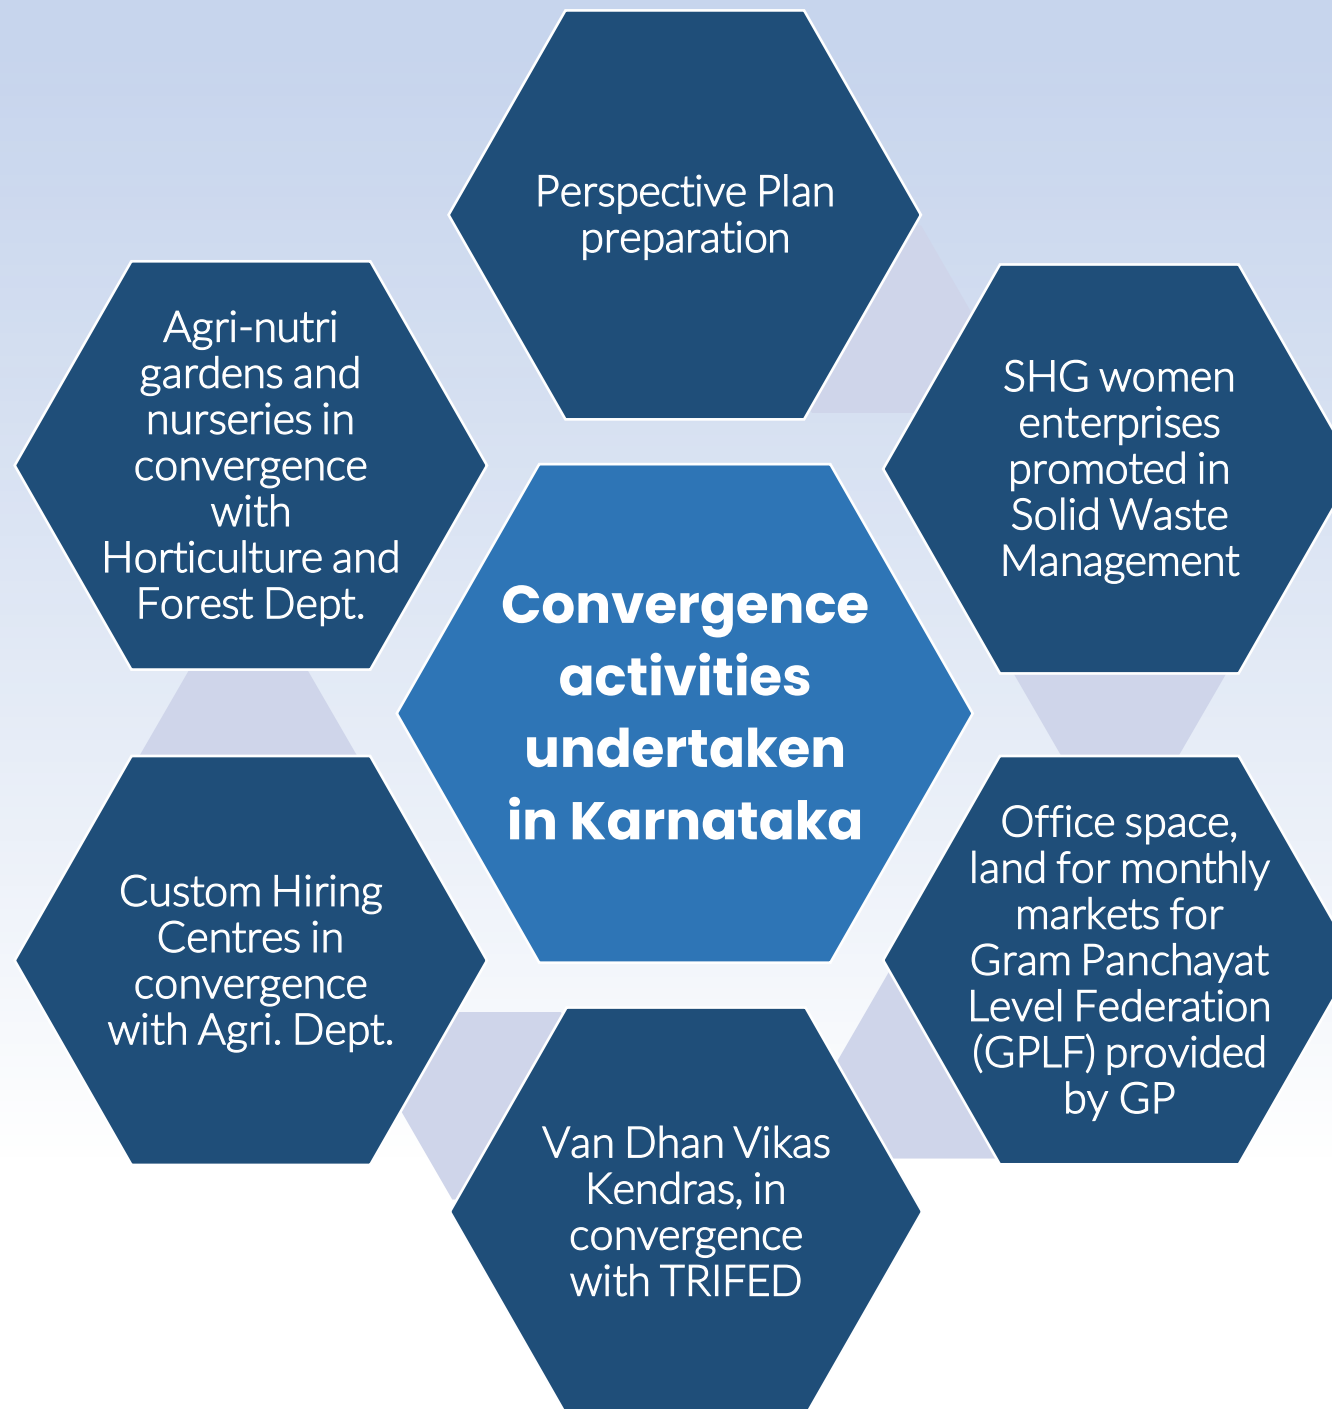 Perspective Plan
preparation
SHG women
enterprises
promoted in
Solid Waste
Management
Office space,
land for monthly
markets for
Gram Panchayat
Level Federation
(GPLF) provided
by GP
Van Dhan Vikas
Kendras, in
convergence
with TRIFED
Custom Hiring
Centres in
convergence
with Agri. Dept.
Agri-nutri
gardens and
nurseries in
convergence
with
Horticulture and
Forest Dept.
Convergence
activities
undertaken
in Karnataka